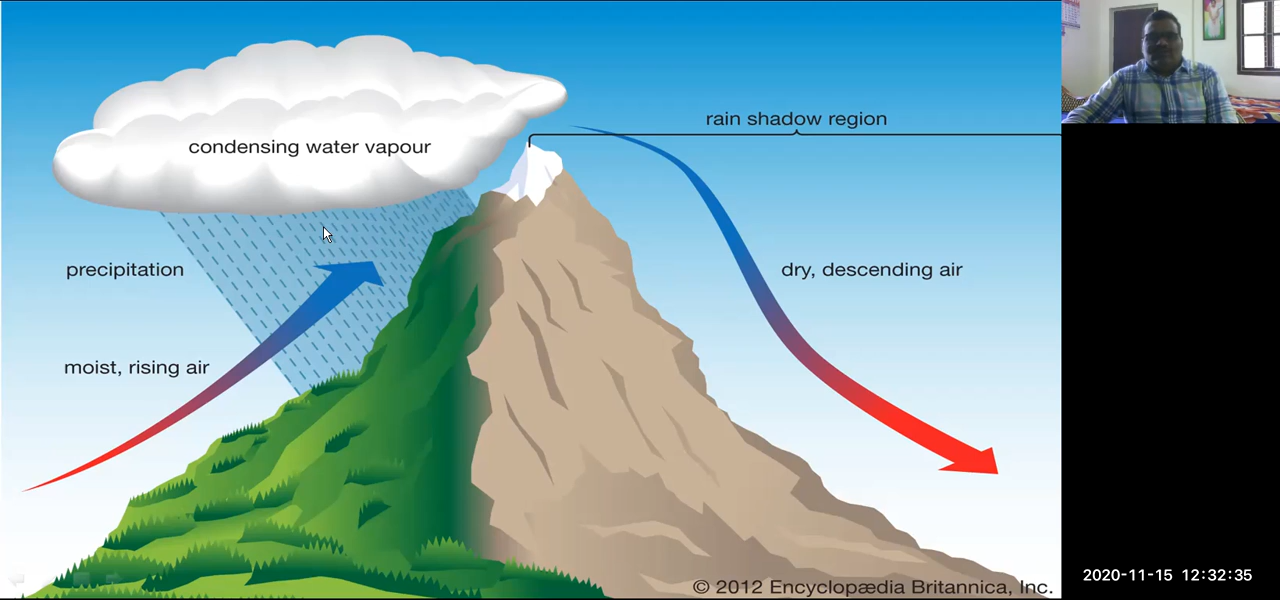 condensing water vapour
rain shadow region
precipitation
dry, descending air
moist, rising air
© 2012 Encyclopædia Britannica, Inc.
2020-11-15 12:32:35